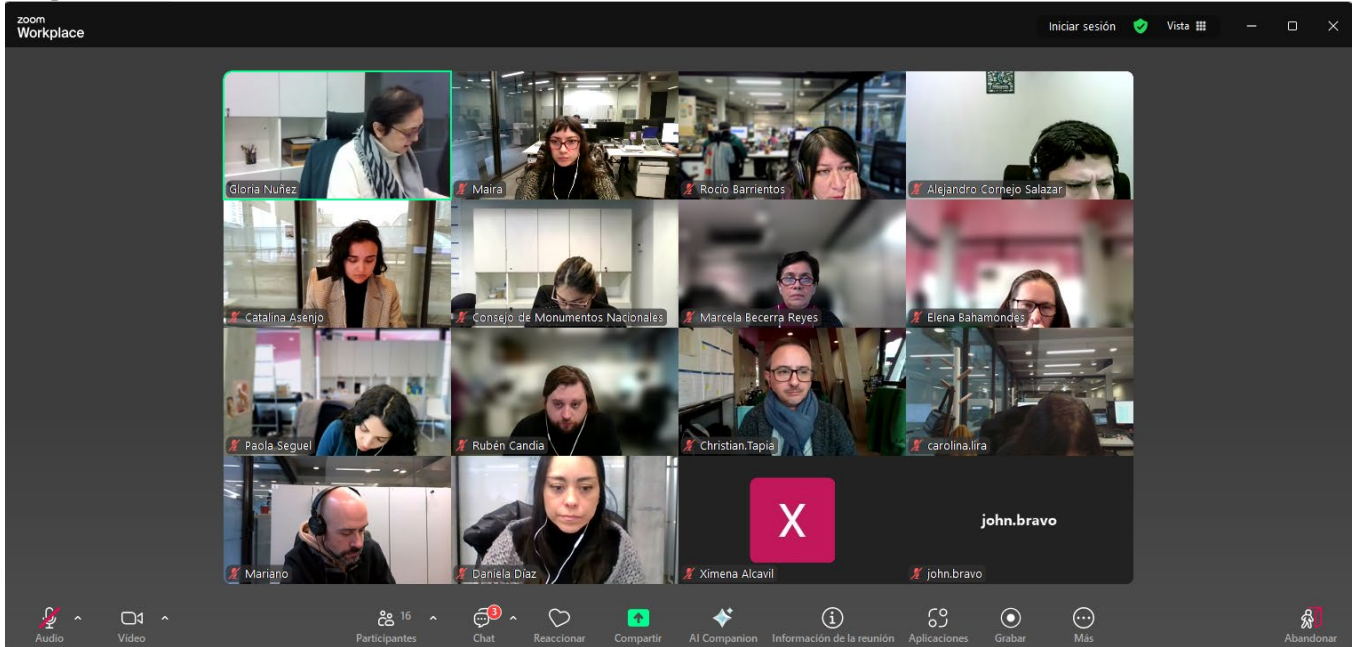 zoom
Workplace
Iniciar sesión
Vista
Gloria Nuñez
Maira
Rocío Barrientos
Alejandro Cornejo Salazar
Catalina Asenjo
Consejo de Monumentos Nacionales
Marcela Becerra Reyes
Elena Bahamondes
Paola Seguel
Rubén Candia
Christian.Tapia
carolina.lira
Mariano
Daniela Díaz
X
Ximena Alcavil
john.bravo
john.bravo
Audio
Video
16
Participantes
3
Chat
Reaccionar
Compartir
AI Companion
Información de la reunión
Aplicaciones
Grabar
Más
Abandonar